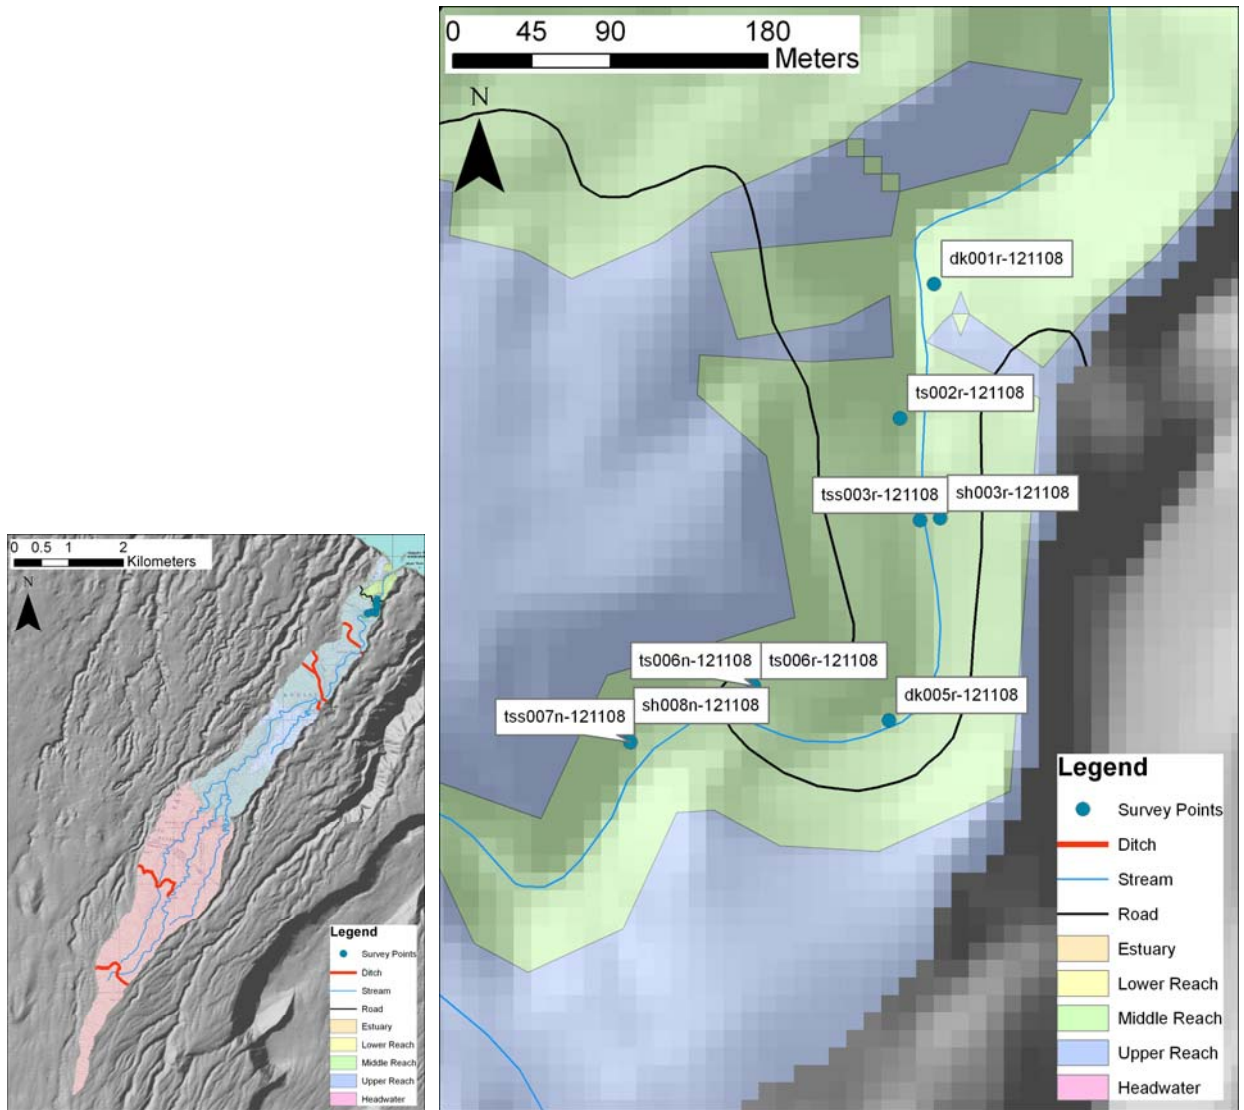 0 0.5 1 2
Kilometers
N
Legend
Survey Points
Ditch
Stream
Road
Estuary
Lower Reach
Middle Reach
Upper Reach
Headwater
0 45 90 180
Meters
N
dk001r-121108
ts002r-121108
tss003r-121108
sh003r-121108
ts006n-121108
ts006r-121108
sh008n-121108
dk005r-121108
tss007n-121108
Legend
Survey Points
Ditch
Stream
Road
Estuary
Lower Reach
Middle Reach
Upper Reach
Headwater